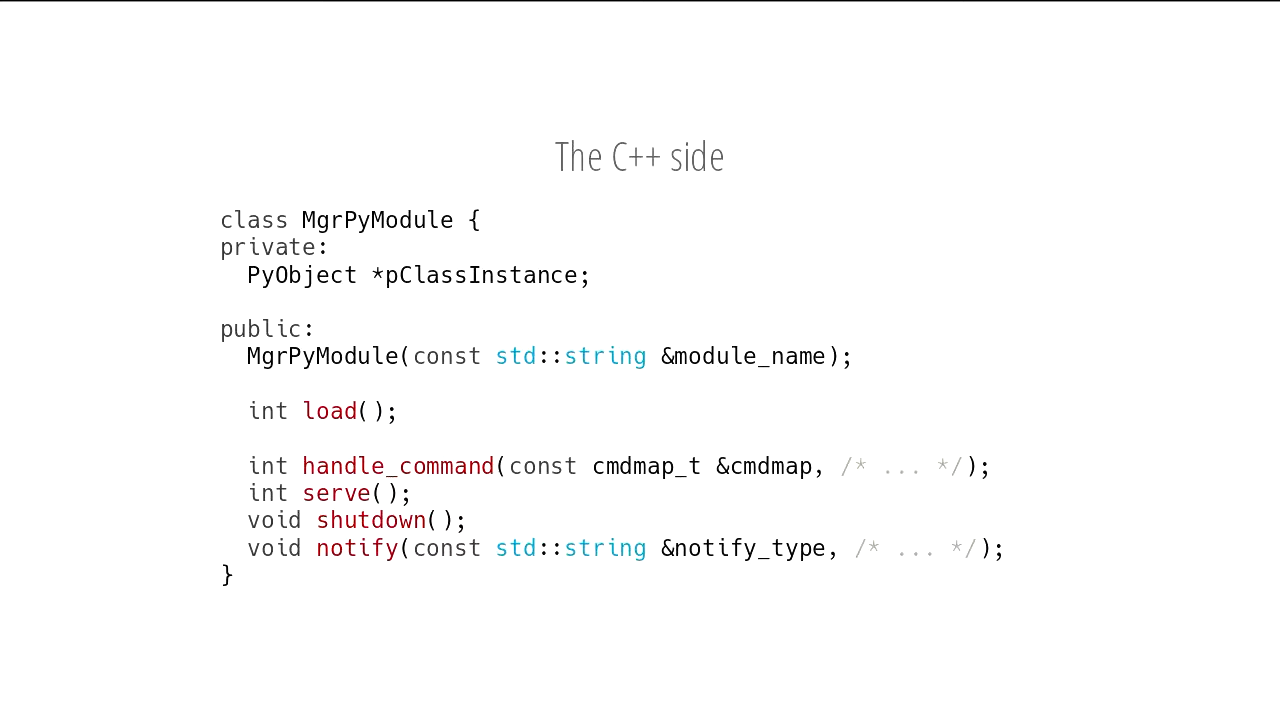 The C++ side
class MgrPyModule {
private:
  PyObject *pClassInstance;
public:
  MgrPyModule(const std::string &module_name);
  int load();
  int handle_command(const cmdmap_t &cmdmap, /* ... */);
  int serve();
  void shutdown();
  void notify(const std::string &notify_type, /* ... */);
}